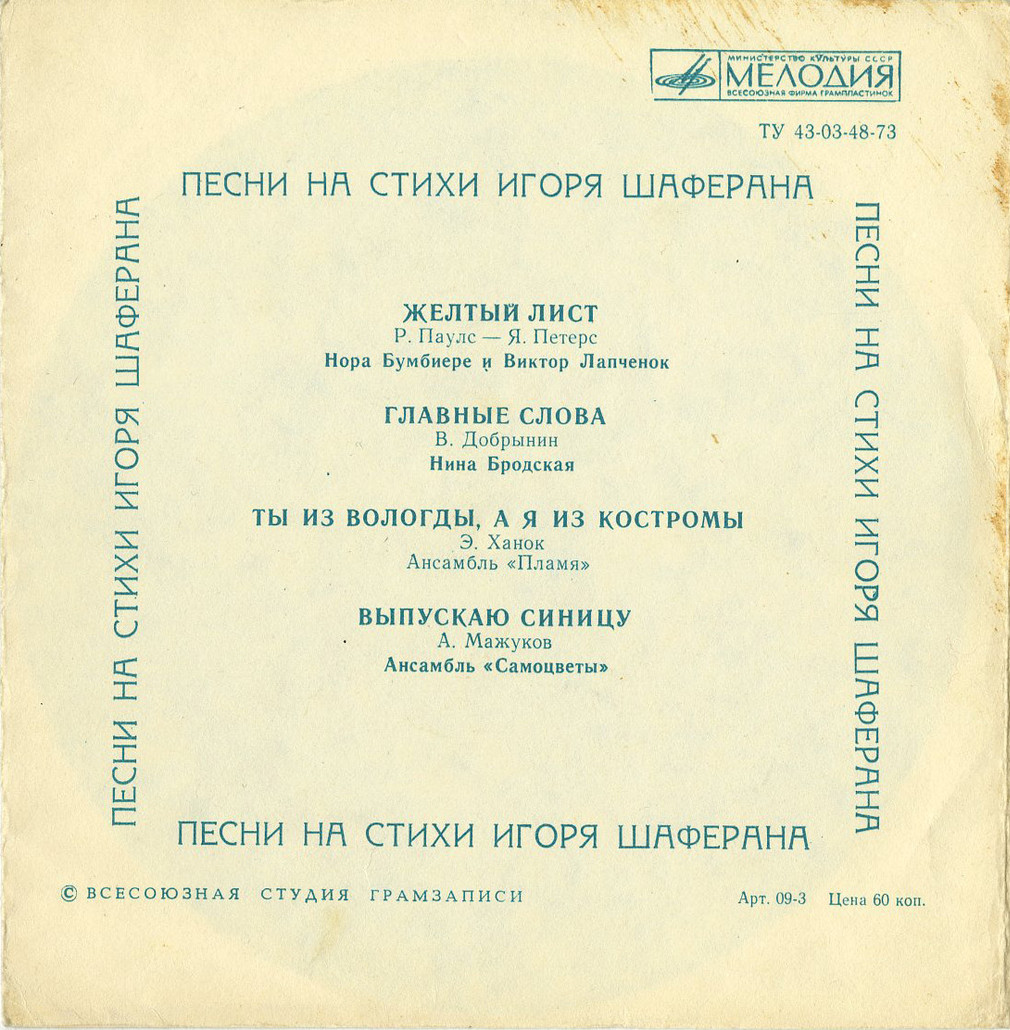 МИНИСТЕРСТВО КУЛЬТУРЫ СССР
МЕЛОДИЯ
ВСЕСОЮЗНАЯ ФИРМА ГРАМПЛАСТИНОК
ТУ 43-03-48-73
ПЕСНИ НА СТИХИ ИГОРЯ ШАФЕРАНА
ПЕСНИ НА СТИХИ ИГОРЯ ШАФЕРАНА
ПЕСНИ НА СТИХИ ИГОРЯ ШАФЕРАНА
ЖЕЛТЫЙ ЛИСТ
Р. Паулс — Я. Петерс
Нора Бумбиере и Виктор Лапченок
ГЛАВНЫЕ СЛОВА
В. Добрынин
Нина Бродская
ТЫ ИЗ ВОЛОГДЫ, А Я ИЗ КОСТРОМЫ
Э. Ханок
Ансамбль «Пламя»
ВЫПУСКАЮ СИНИЦУ
А. Мажуков
Ансамбль «Самоцветы»
ПЕСНИ НА СТИХИ ИГОРЯ ШАФЕРАНА
© ВСЕСОЮЗНАЯ СТУДИЯ ГРАМЗАПИСИ
Арт. 09-3 Цена 60 коп.